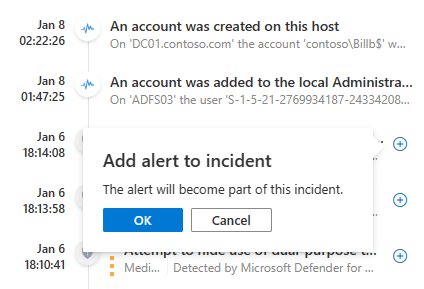 Jan 8
02:22:26
An account was created on this host
On 'DC01.contoso.com' the account 'contoso\Billb$' w...
Jan 8
01:47:25
An account was added to the local Administra...
On 'ADFS03' the user 'S-1-5-21-2769934187-24334208...
Jan 6
18:14:08
Add alert to incident
The alert will become part of this incident.
Jan 6
18:13:58
OK
Cancel
Jan 6
18:10:41
Attempt to hide use of dual-purpose t...
Medi...
Detected by Microsoft Defender for ...